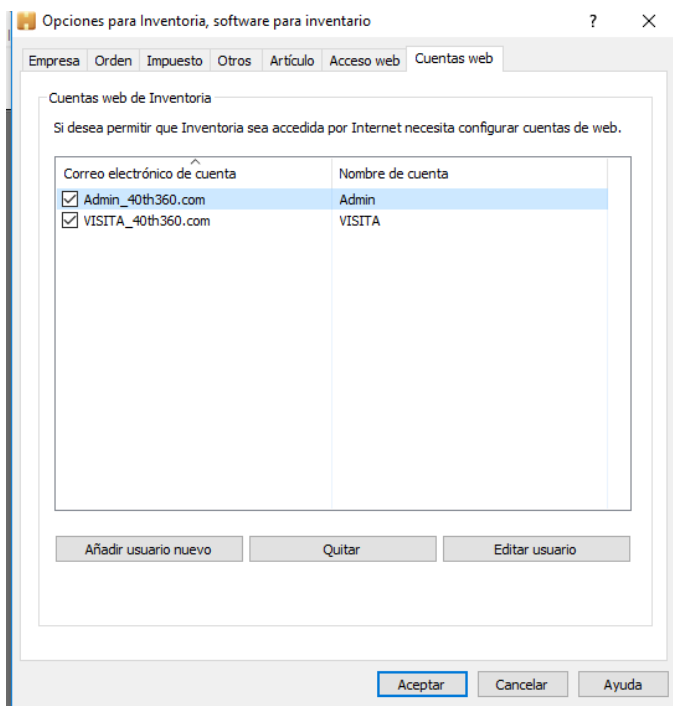 Opciones para Inventoria, software para inventario
Empresa Orden Impuesto Otros Artículo Acceso web Cuentas web
Cuentas web de Inventoria
Si desea permitir que Inventoria sea accedida por Internet necesita configurar cuentas de web.
Correo electrónico de cuenta Nombre de cuenta
Admin_40th360.com Admin
VISITA_40th360.com VISITA
Añadir usuario nuevo Quitar Editar usuario
Aceptar Cancelar Ayuda